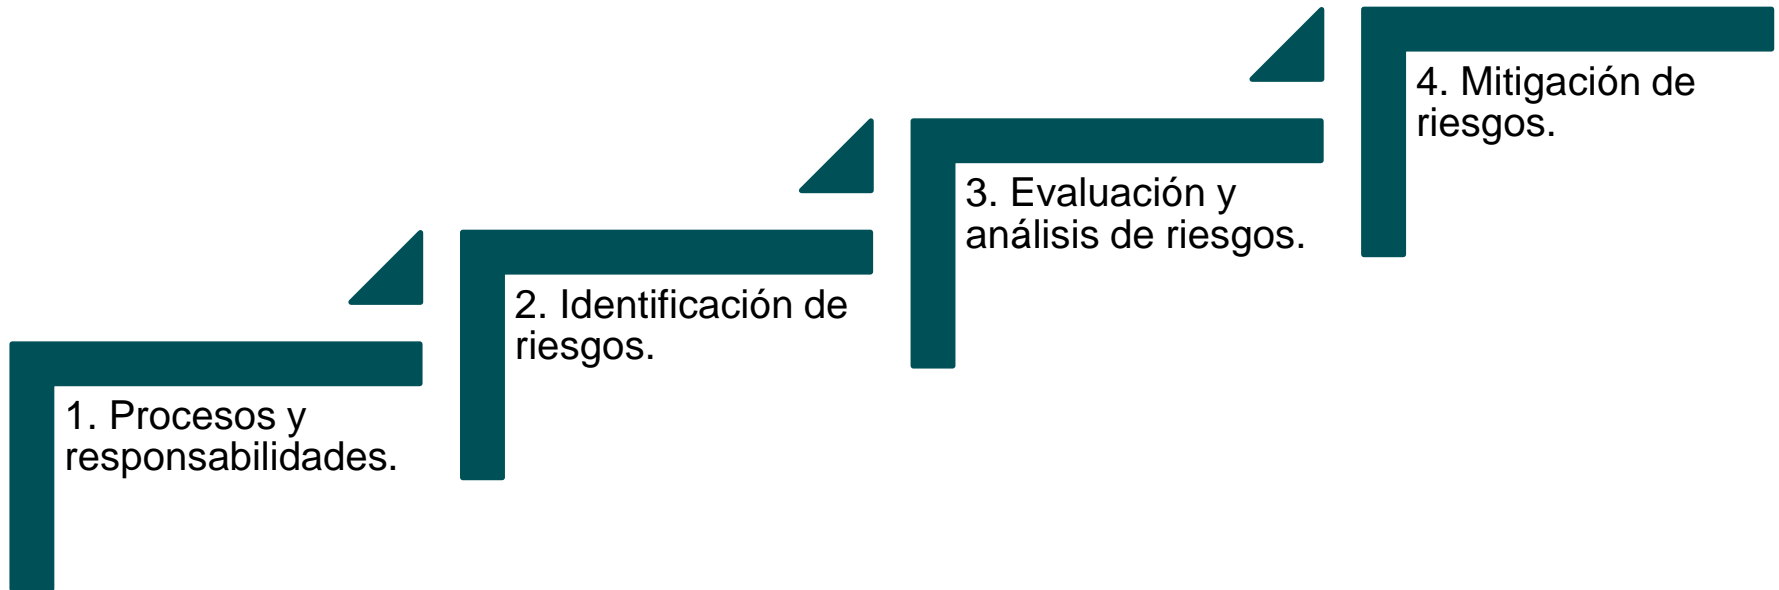 1. Procesos y
responsabilidades.
2. Identificación de
riesgos.
3. Evaluación y
análisis de riesgos.
4. Mitigación de
riesgos.